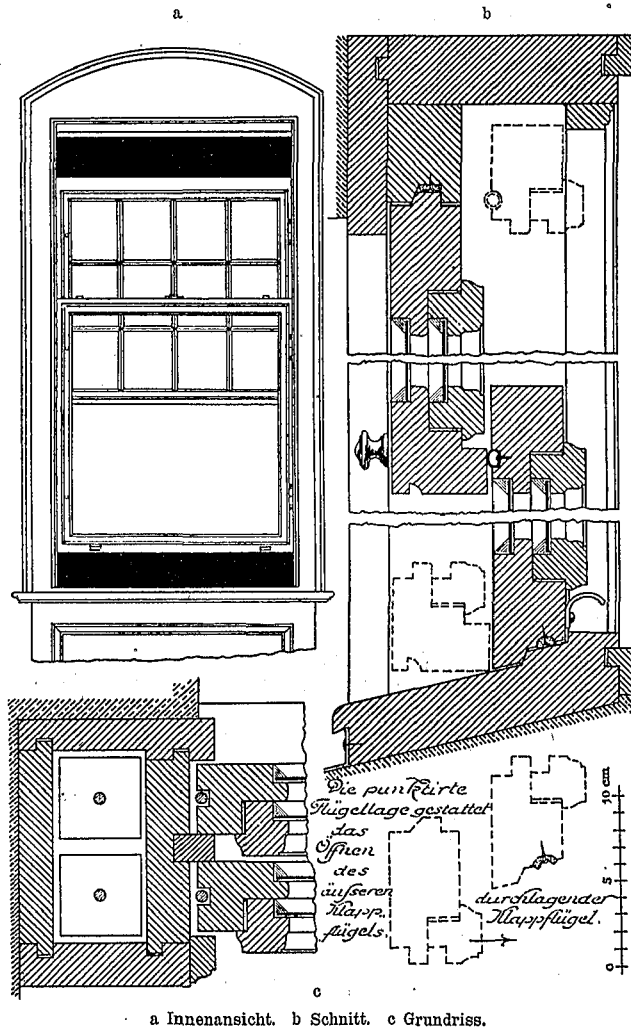 a
b
Die punktirte
Flügellage gestattet
das
Öffnen
des
äußeren
Klapp-
flügels.
durchlagender
Klappflügel.
10 cm
5
0
c
a Innenansicht. b Schnitt. c Grundriss.